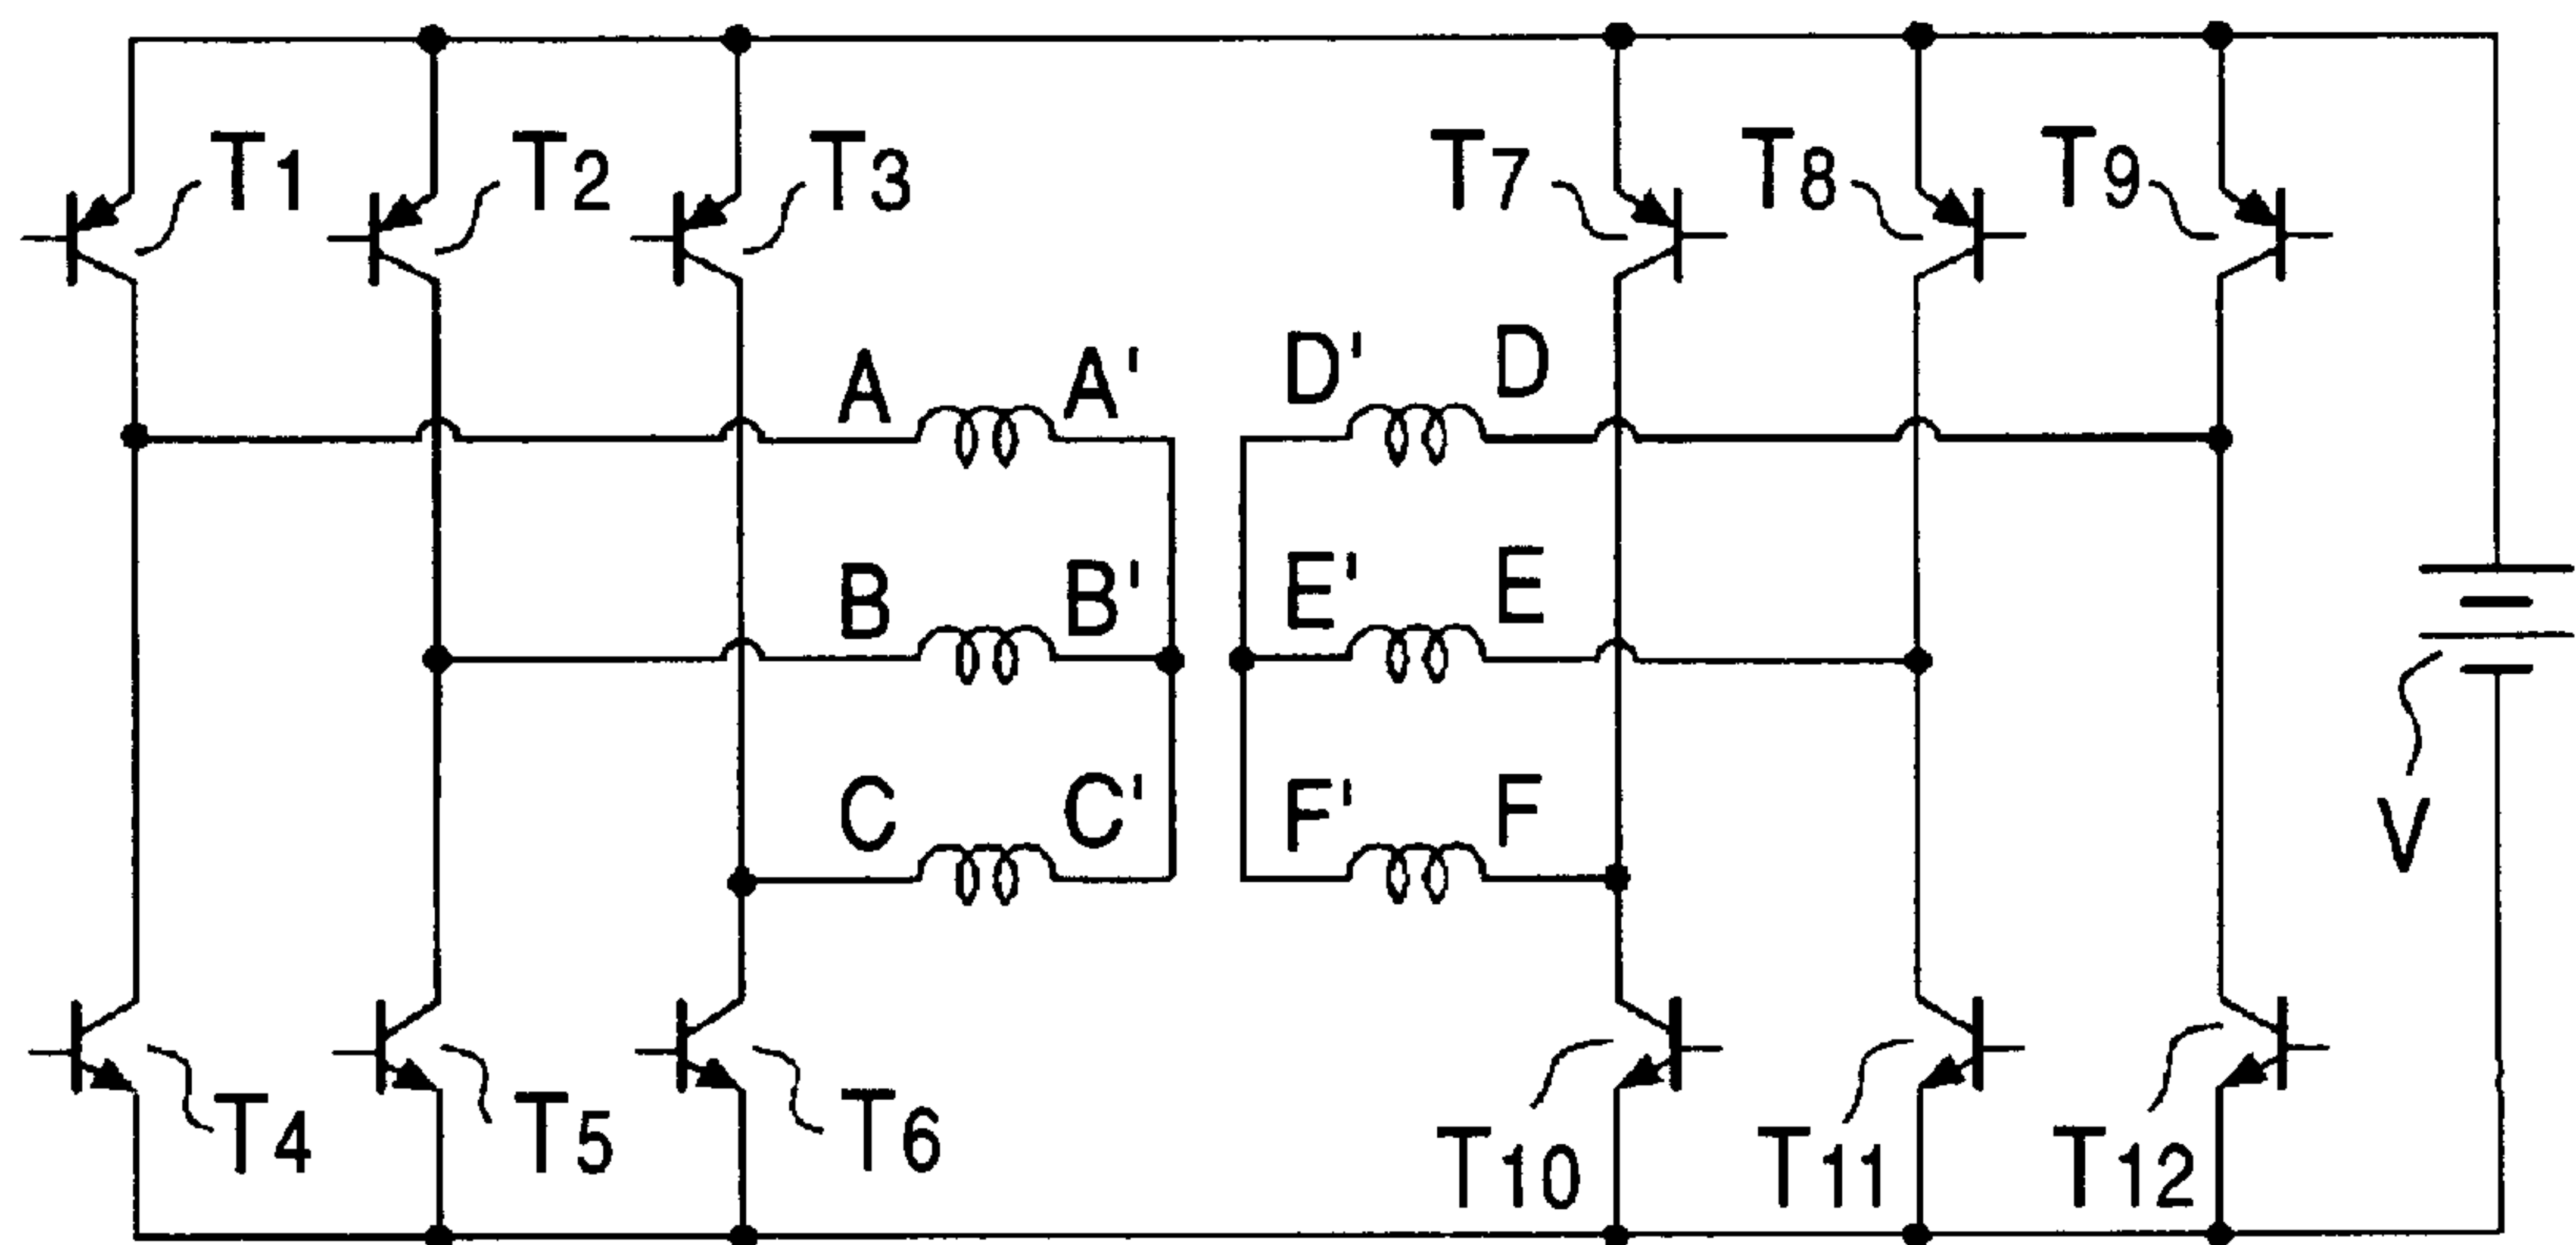 T1 T2 T3 T7 T8 T9
A A' D' D
B B' E' E
C C' F' F
V
T4 T5 T6 T10 T11 T12